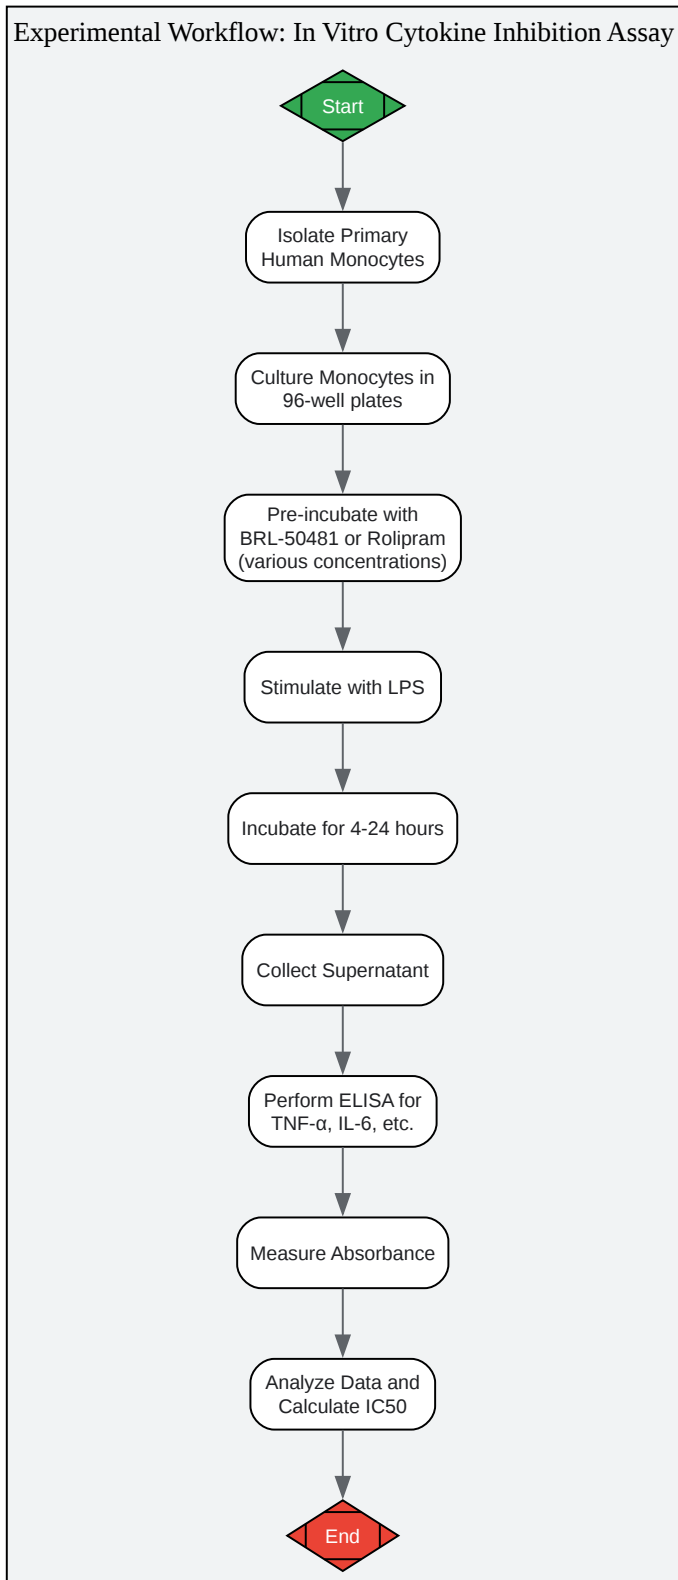 Experimental Workflow: In Vitro Cytokine Inhibition Assay
Start
Isolate Primary
Human Monocytes
Culture Monocytes in
96-well plates
Pre-incubate with
BRL-50481 or Rolipram
(various concentrations)
Stimulate with LPS
Incubate for 4-24 hours
Collect Supernatant
Perform ELISA for
TNF-α, IL-6, etc.
Measure Absorbance
Analyze Data and
Calculate IC50
End